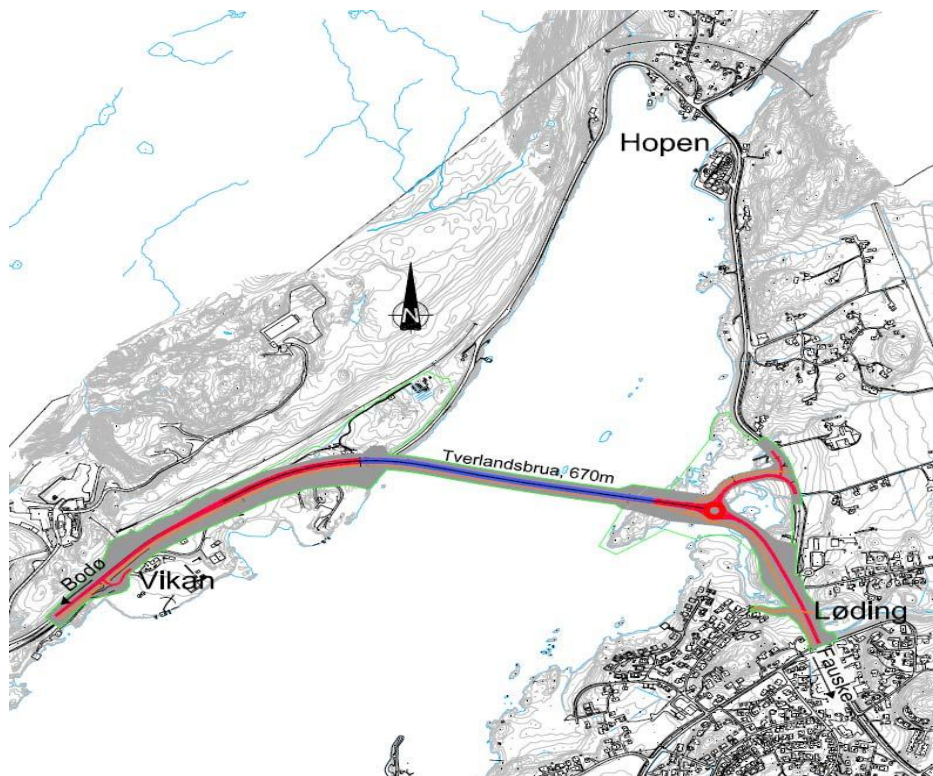 Hopen
N
Tverlandsbrua, 670m
Bodø
Vikan
Løding
Fauske